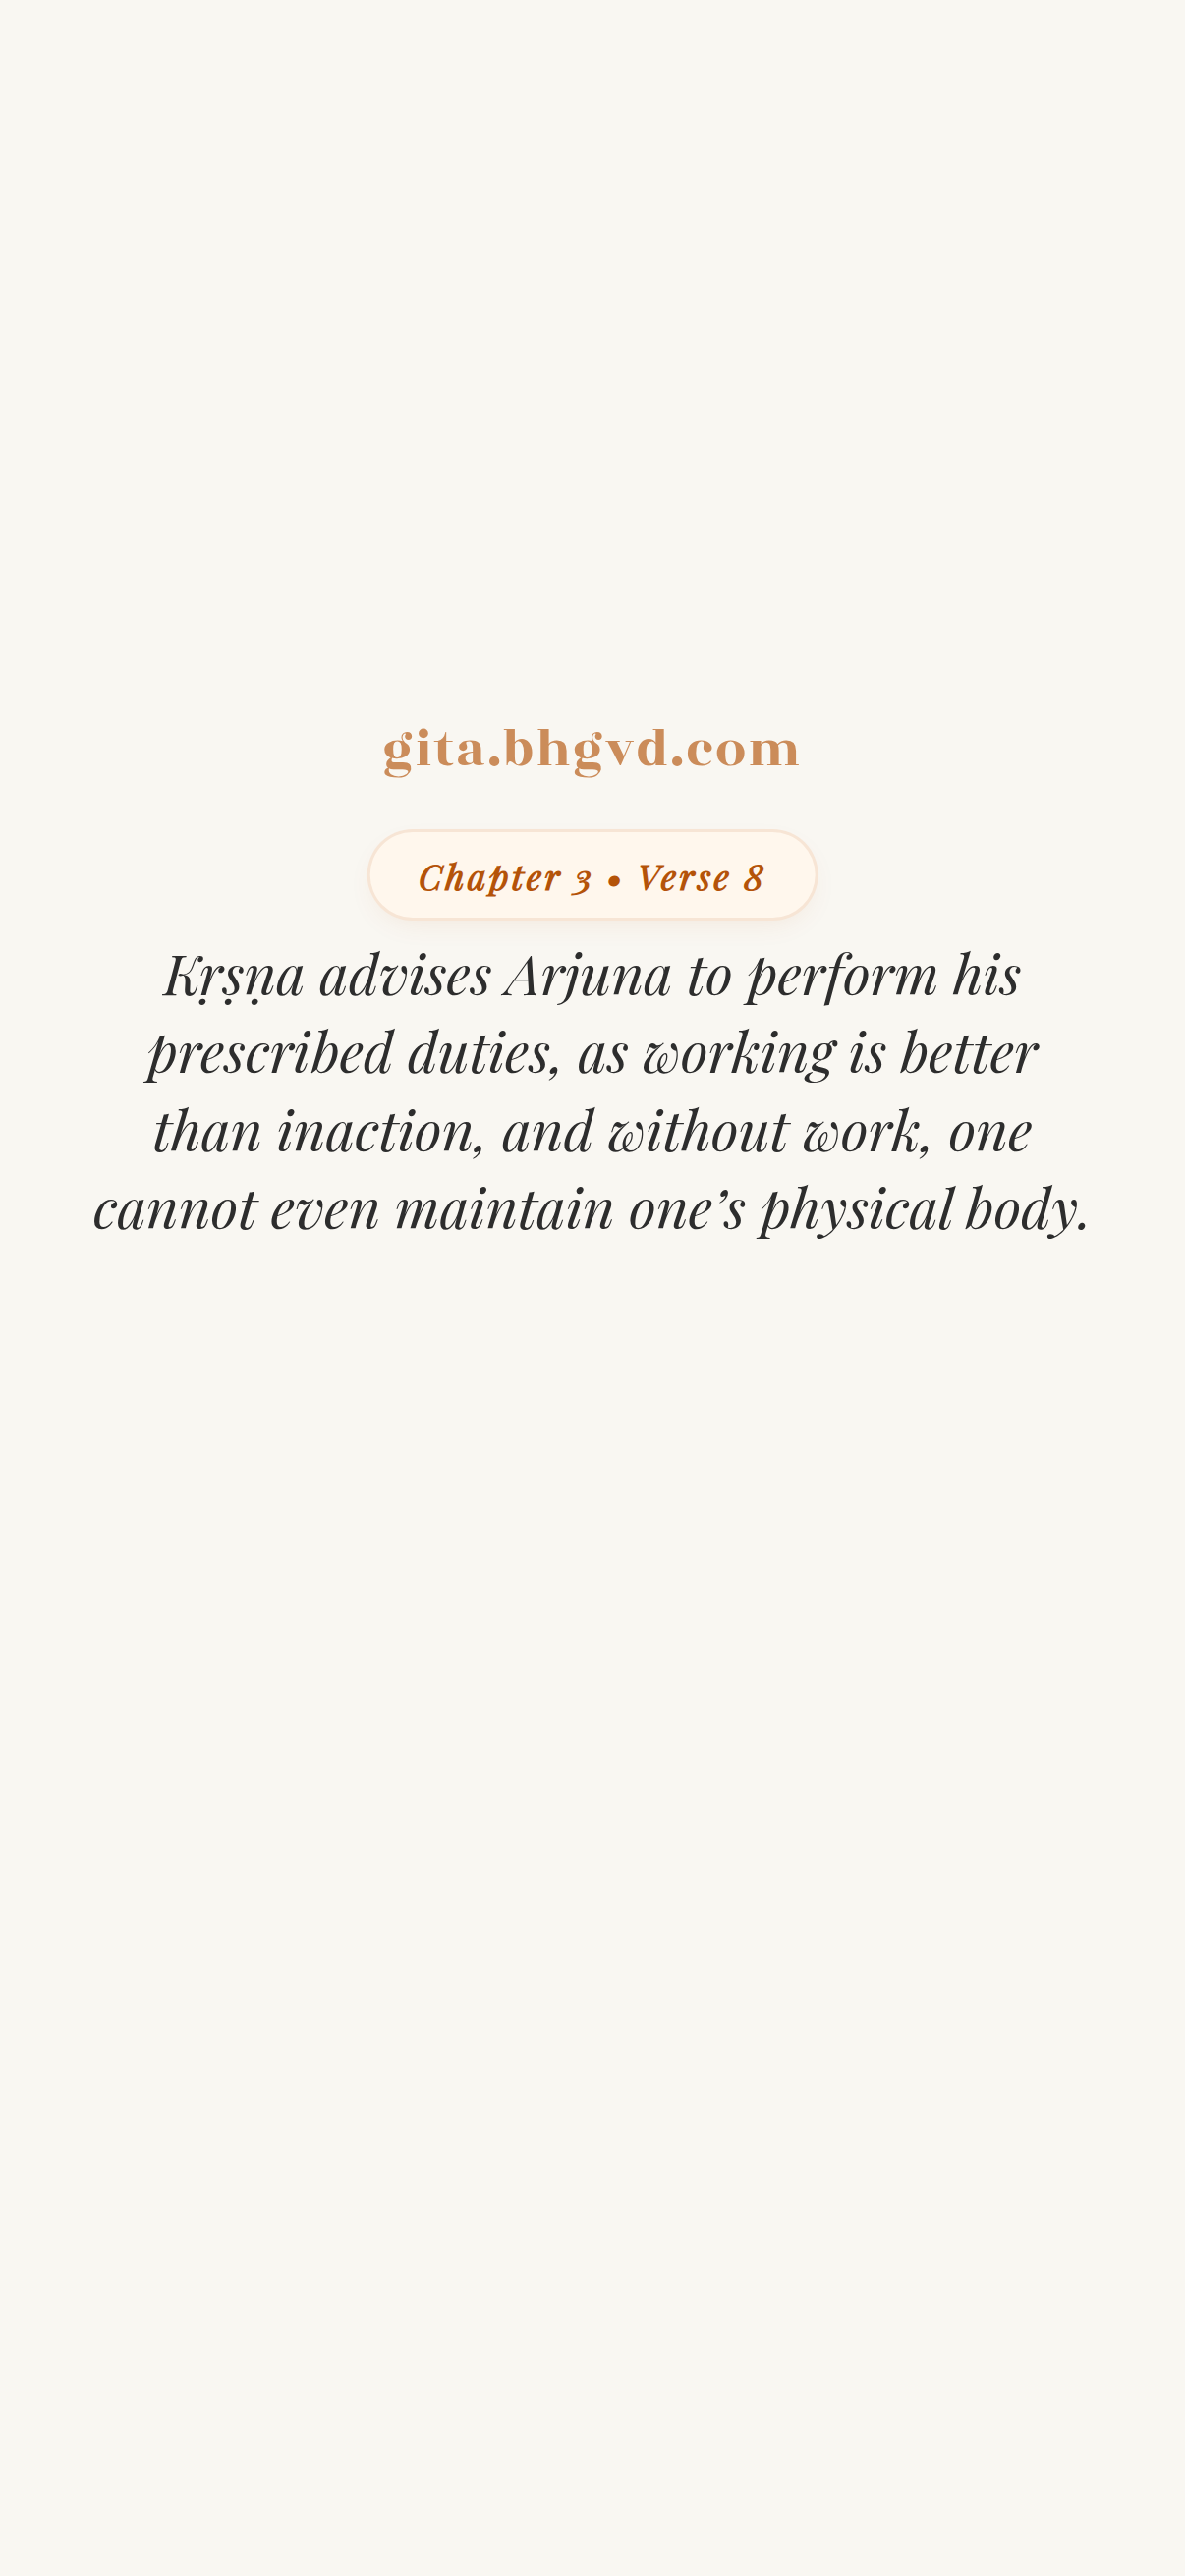 gita.bhgvd.com
Chapter 3 • Verse 8
Kṛṣṇa advises Arjuna to perform his
prescribed duties, as working is better
than inaction, and without work, one
cannot even maintain one’s physical body.